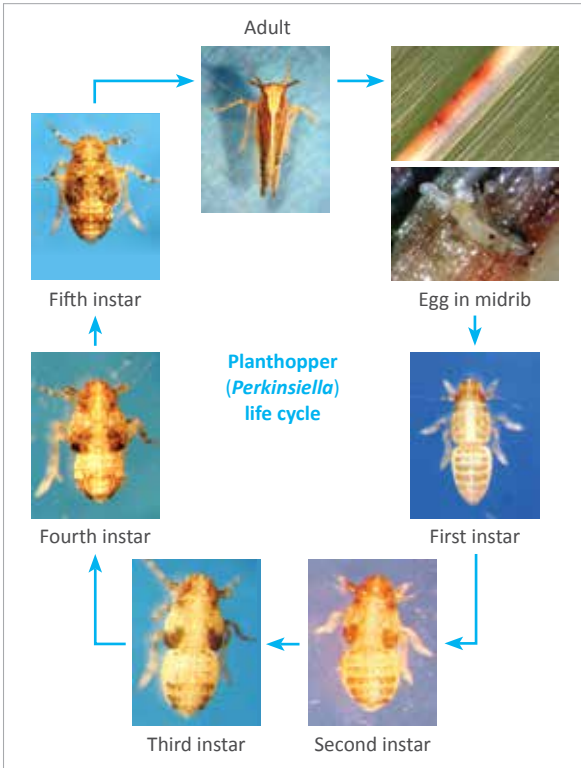 Adult
Egg in midrib
First instar
Second instar
Third instar
Fourth instar
Fifth instar
Planthopper
(Perkinsiella)
life cycle